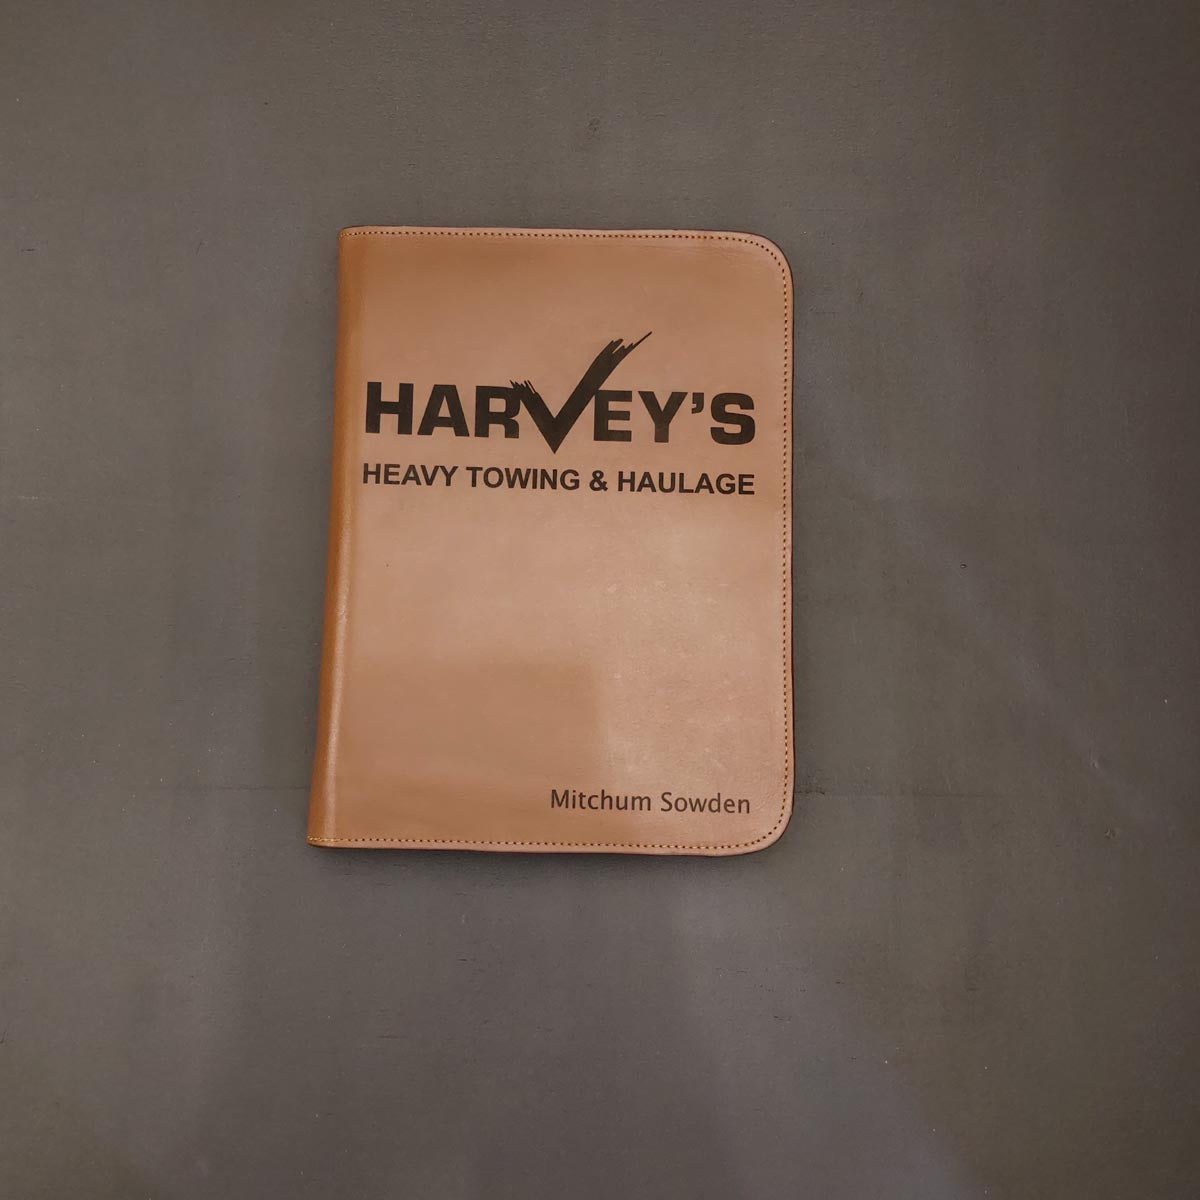 HARVEY'S
HEAVY TOWING & HAULAGE
Mitchum Sowden